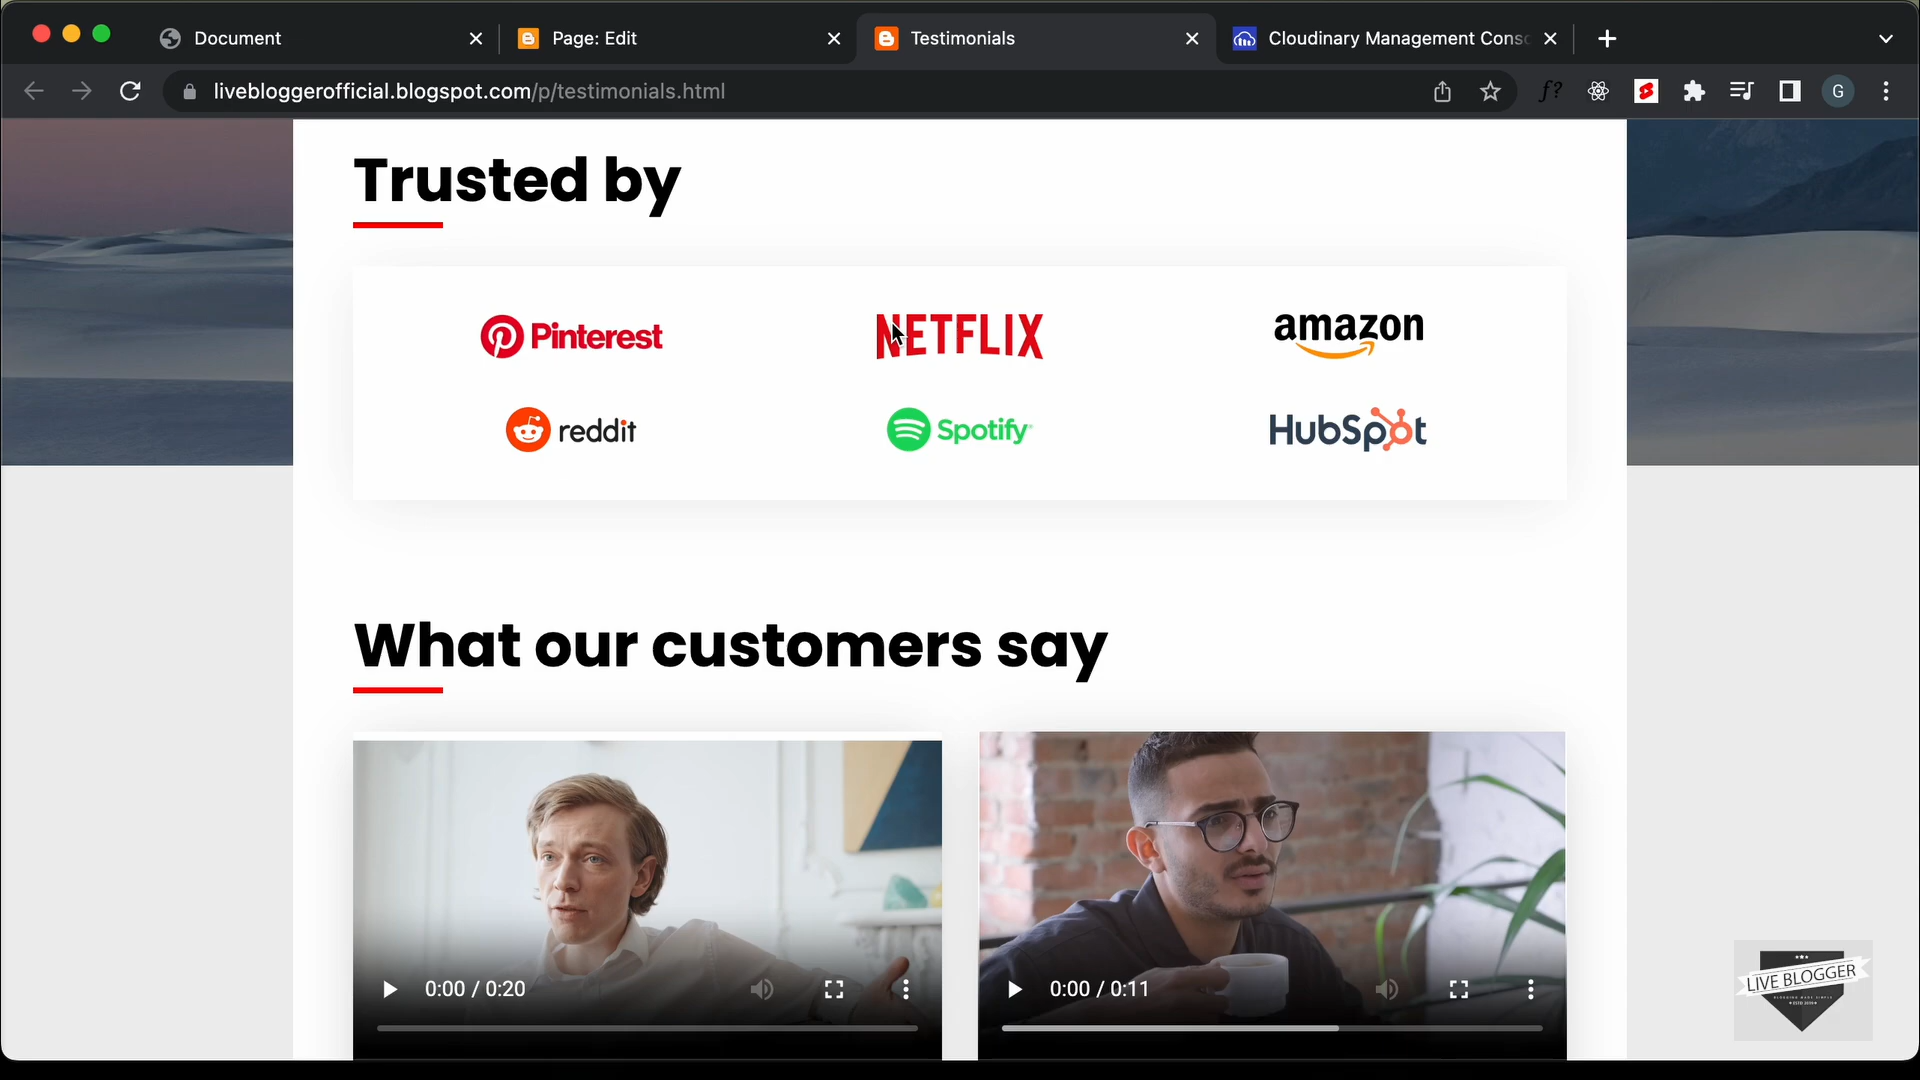 Document
Page: Edit
Testimonials
Cloudinary Management Conso
livebloggerofficial.blogspot.com/p/testimonials.html
f?
G
Trusted by
Pinterest
NETFLIX
amazon
reddit
Spotify
HubSpot
What our customers say
0:00 / 0:20
0:00 / 0:11
LIVE BLOGGER